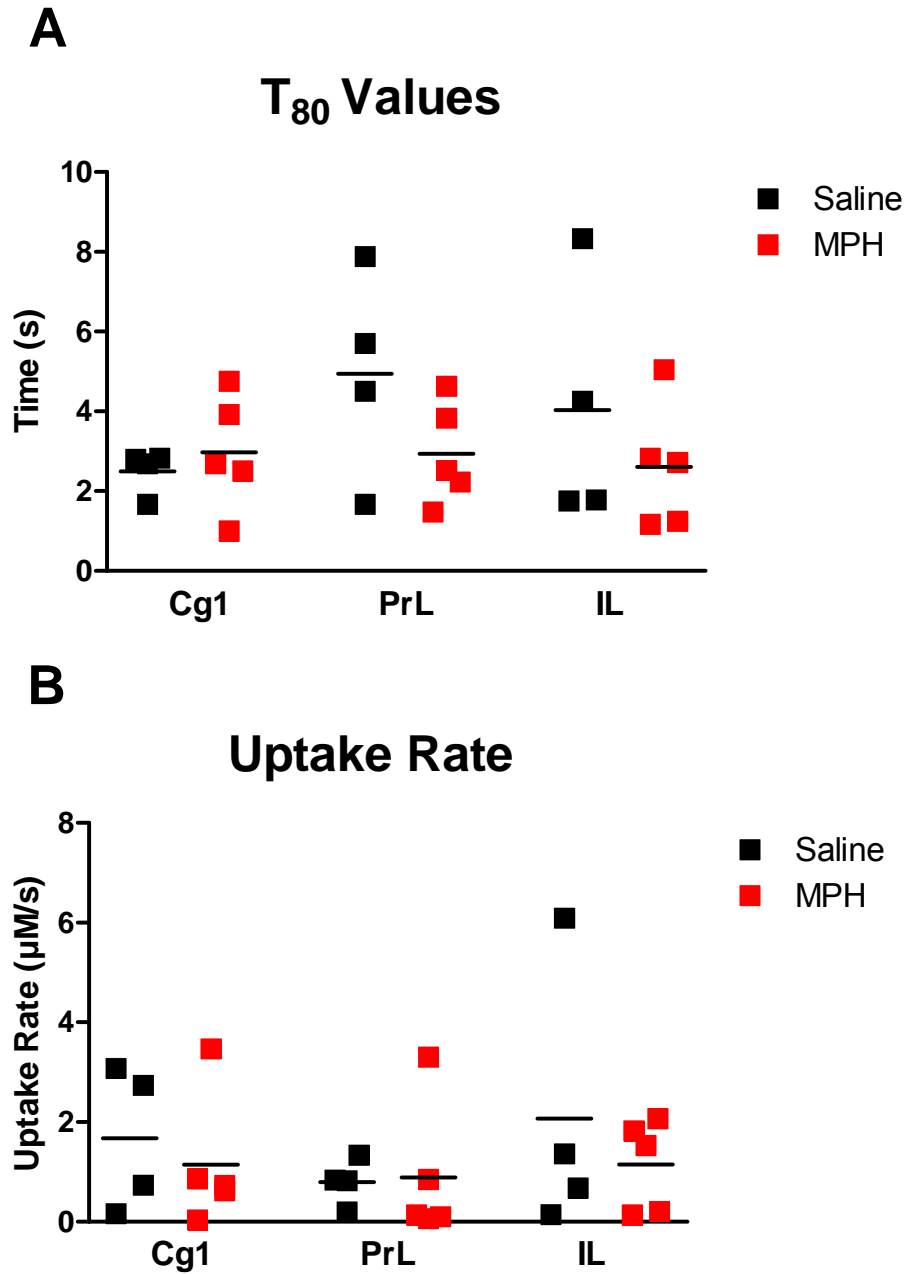 A
T80 Values
10
8
6
4
2
0
Time (s)
Cg1 PrL IL
Saline
MPH
B
Uptake Rate
8
6
4
2
0
Uptake Rate (µM/s)
Cg1 PrL IL
Saline
MPH